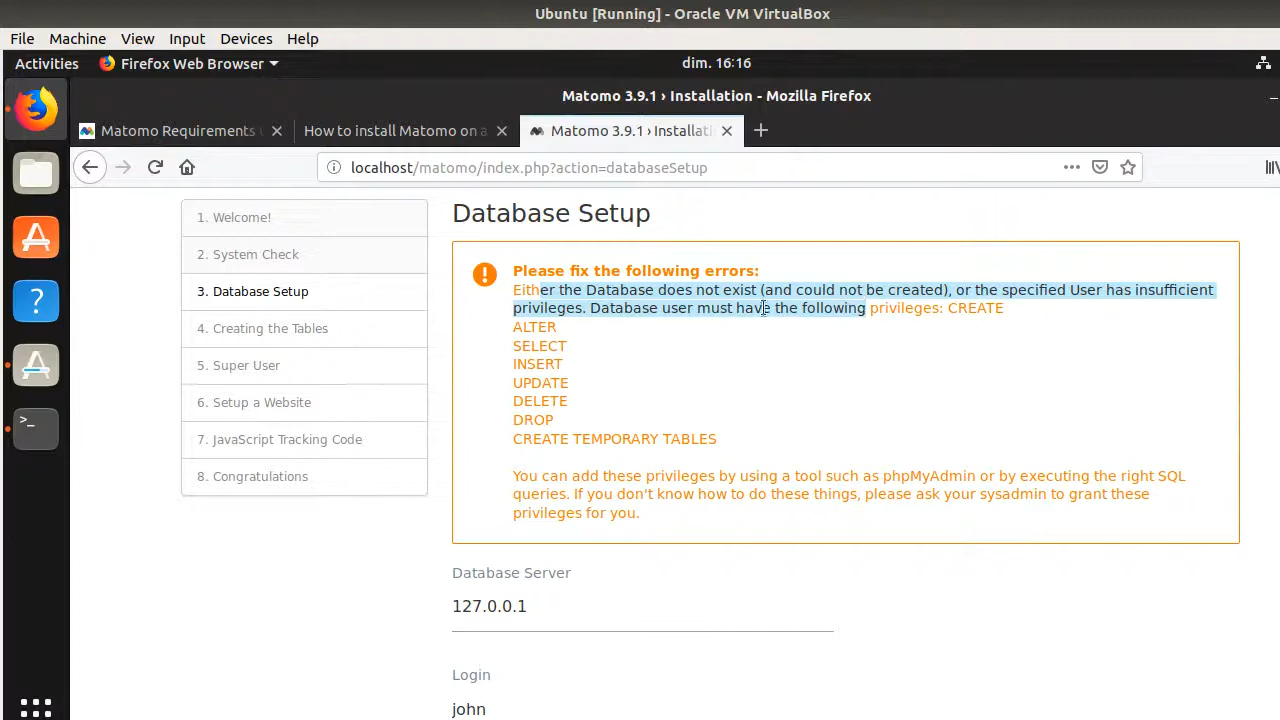 Ubuntu [Running] - Oracle VM VirtualBox
File Machine View Input Devices Help
Activities Firefox Web Browser dim. 16:16
Matomo 3.9.1 › Installation - Mozilla Firefox
Matomo Requirements How to install Matomo on a Matomo 3.9.1 › Installati
localhost/matomo/index.php?action=databaseSetup
1. Welcome!
2. System Check
3. Database Setup
4. Creating the Tables
5. Super User
6. Setup a Website
7. JavaScript Tracking Code
8. Congratulations
Database Setup
Please fix the following errors:
Either the Database does not exist (and could not be created), or the specified User has insufficient
privileges. Database user must have the following privileges: CREATE
ALTER
SELECT
INSERT
UPDATE
DELETE
DROP
CREATE TEMPORARY TABLES
You can add these privileges by using a tool such as phpMyAdmin or by executing the right SQL
queries. If you don't know how to do these things, please ask your sysadmin to grant these
privileges for you.
Database Server
127.0.0.1
Login
john